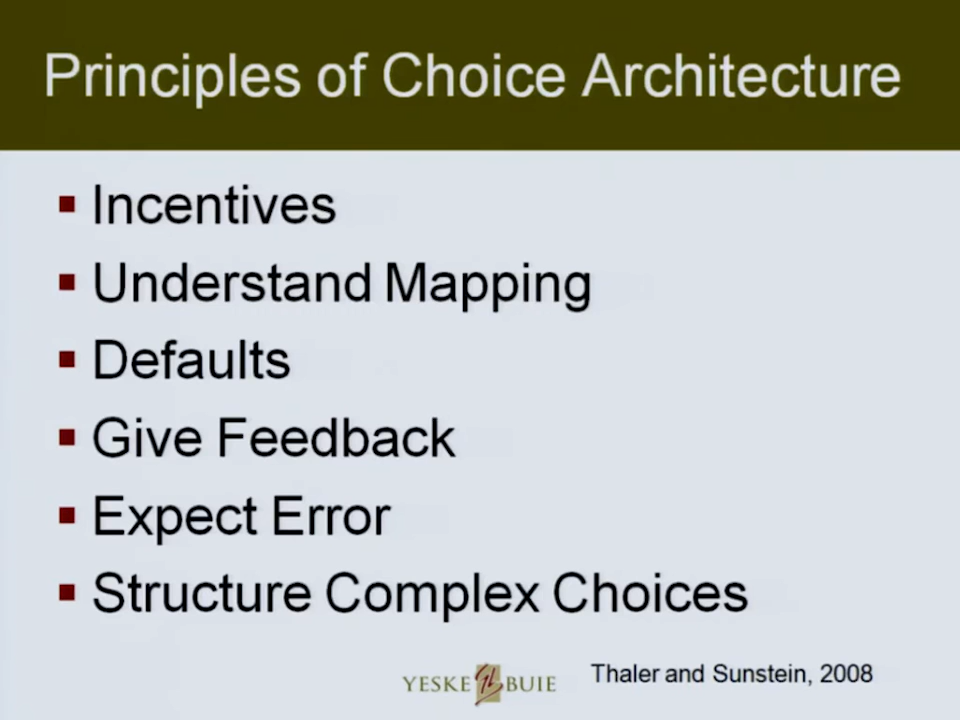 Principles of Choice Architecture
Incentives
Understand Mapping
Defaults
Give Feedback
Expect Error
Structure Complex Choices
YESKE BUIE
Thaler and Sunstein, 2008